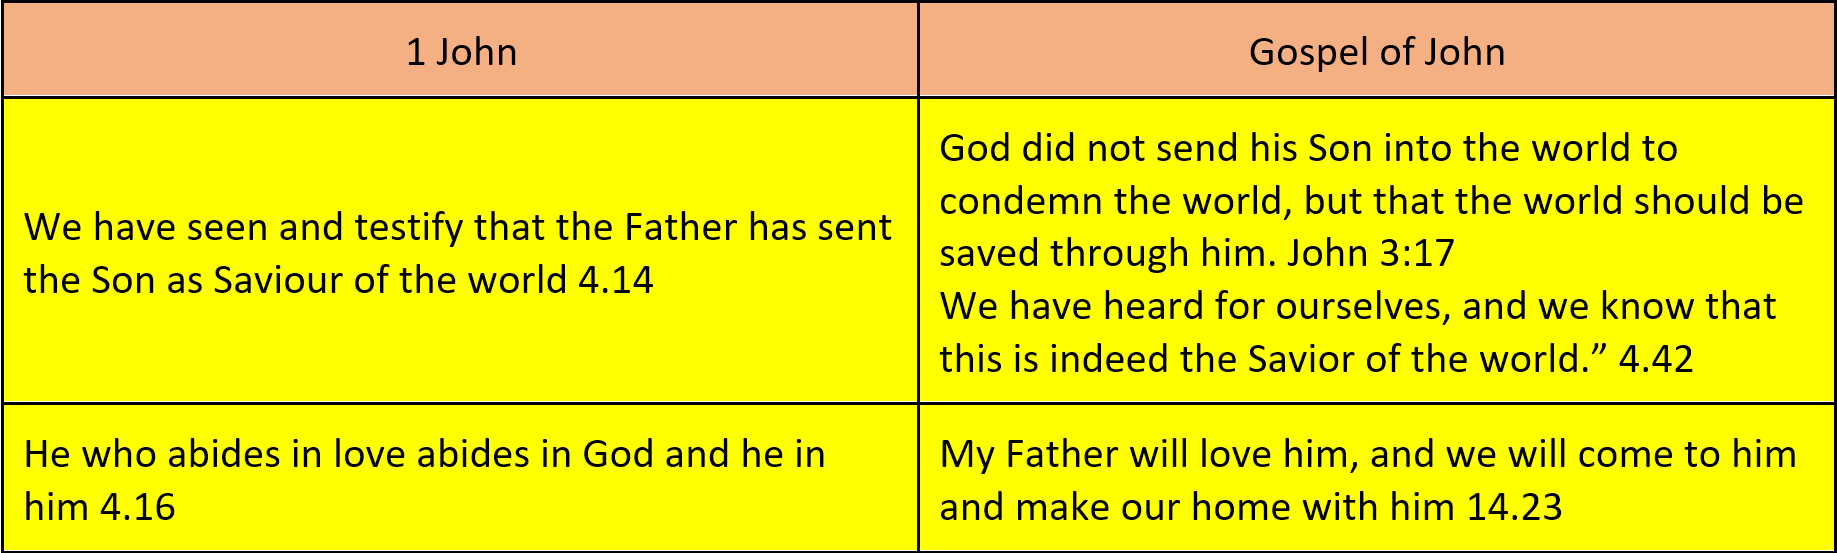 1 John
Gospel of John
We have seen and testify that the Father has sent
the Son as Saviour of the world 4.14
God did not send his Son into the world to
condemn the world, but that the world should be
saved through him. John 3:17
We have heard for ourselves, and we know that
this is indeed the Savior of the world.” 4.42
He who abides in love abides in God and he in
him 4.16
My Father will love him, and we will come to him
and make our home with him 14.23